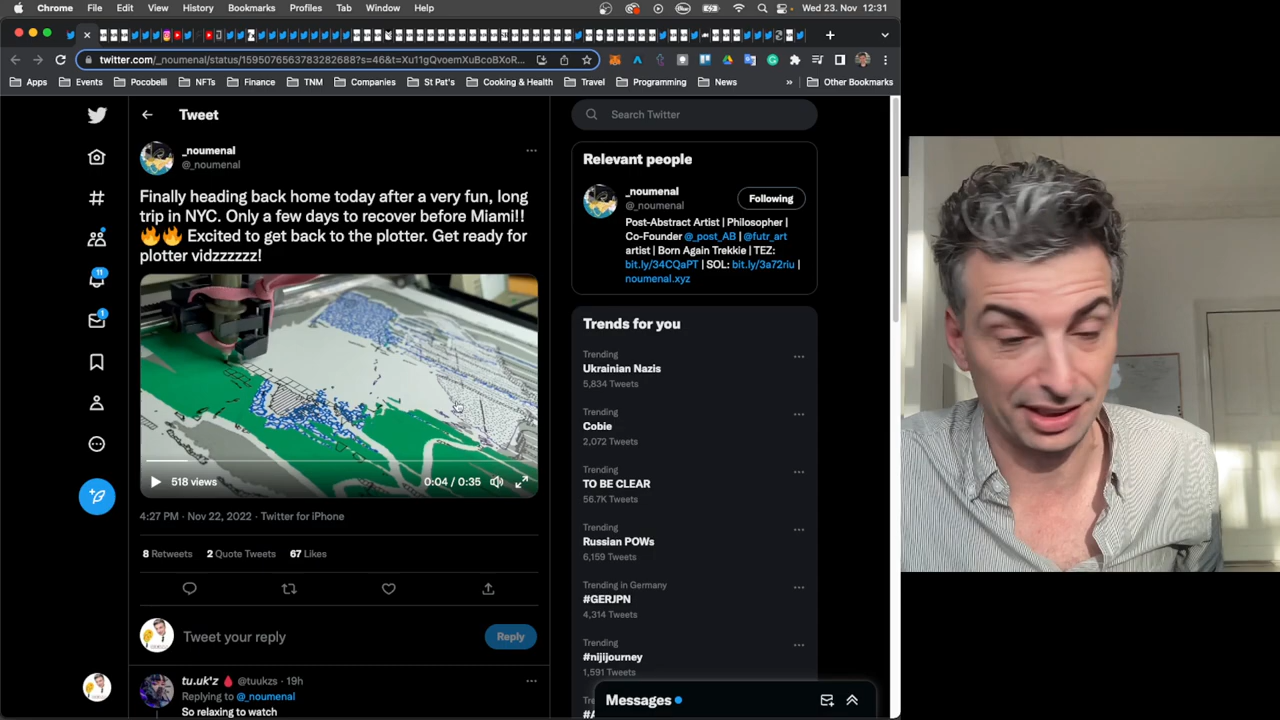 Chrome File Edit View History Bookmarks Profiles Tab Window Help Wed 23. Nov 12:31
twitter.com/_noumenal/status/1595076563783282688?s=46&t=Xu11gQvoemXuBcoBXoR...
Apps Events Pocobelli NFTs Finance TNM Companies St Pat's Cooking & Health Travel Programming News » Other Bookmarks
Tweet
Search Twitter
_noumenal
@_noumenal
Finally heading back home today after a very fun, long
trip in NYC. Only a few days to recover before Miami!!
🔥🔥 Excited to get back to the plotter. Get ready for
plotter vidzzzzzz!
518 views 0:04 / 0:35
4:27 PM · Nov 22, 2022 · Twitter for iPhone
8 Retweets 2 Quote Tweets 67 Likes
Tweet your reply Reply
tu.uk'z 🩸 @tuukzs · 19h
Replying to @_noumenal
So relaxing to watch
11
1
Relevant people
_noumenal
@_noumenal
Following
Post-Abstract Artist | Philosopher |
Co-Founder @_post_AB | @futr_art
artist | Born Again Trekkie | TEZ:
bit.ly/34CQaPT | SOL: bit.ly/3a72riu |
noumenal.xyz
Trends for you
Trending
Ukrainian Nazis
5,834 Tweets
Trending
Cobie
2,072 Tweets
Trending
TO BE CLEAR
56.7K Tweets
Trending
Russian POWs
6,159 Tweets
Trending in Germany
#GERJPN
4,314 Tweets
Trending
#nijijourney
1,591 Tweets
Messages